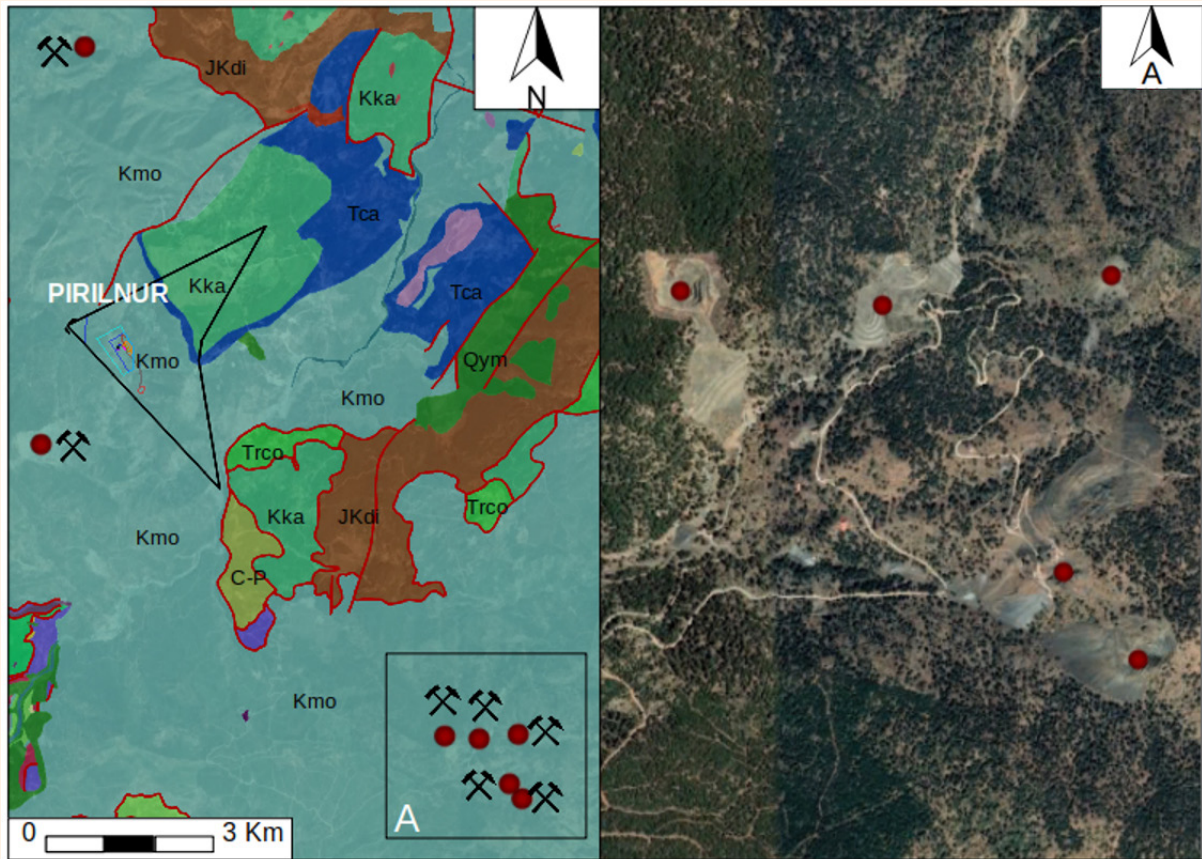 N
A
JKdi
Kka
Kmo
Tca
Kka
PIRILNUR
Tca
Kmo
Qym
Kmo
Trco
Kka
JKdi
Trco
Kmo
C-P
Kmo
A
0 3 Km